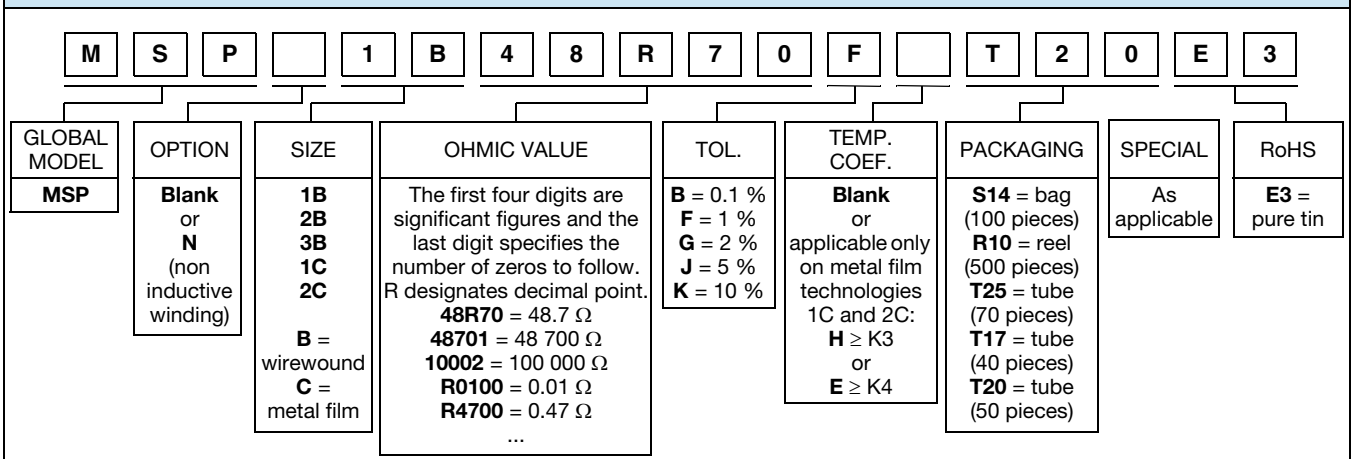 M S P 1 B 4 8 R 7 0 F T 2 0 E 3
GLOBAL
MODEL
MSP
OPTION
Blank
or
N
(non
inductive
winding)
SIZE
1B
2B
3B
1C
2C
B =
wirewound
C =
metal film
OHMIC VALUE
The first four digits are
significant figures and the
last digit specifies the
number of zeros to follow.
R designates decimal point.
48R70 = 48.7 Ω
48701 = 48 700 Ω
10002 = 100 000 Ω
R0100 = 0.01 Ω
R4700 = 0.47 Ω
...
TOL.
B = 0.1 %
F = 1 %
G = 2 %
J = 5 %
K = 10 %
TEMP.
COEF.
Blank
or
applicable only
on metal film
technologies
1C and 2C:
H ≥ K3
or
E ≥ K4
PACKAGING
S14 = bag
(100 pieces)
R10 = reel
(500 pieces)
T25 = tube
(70 pieces)
T17 = tube
(40 pieces)
T20 = tube
(50 pieces)
SPECIAL
As
applicable
RoHS
E3 =
pure tin